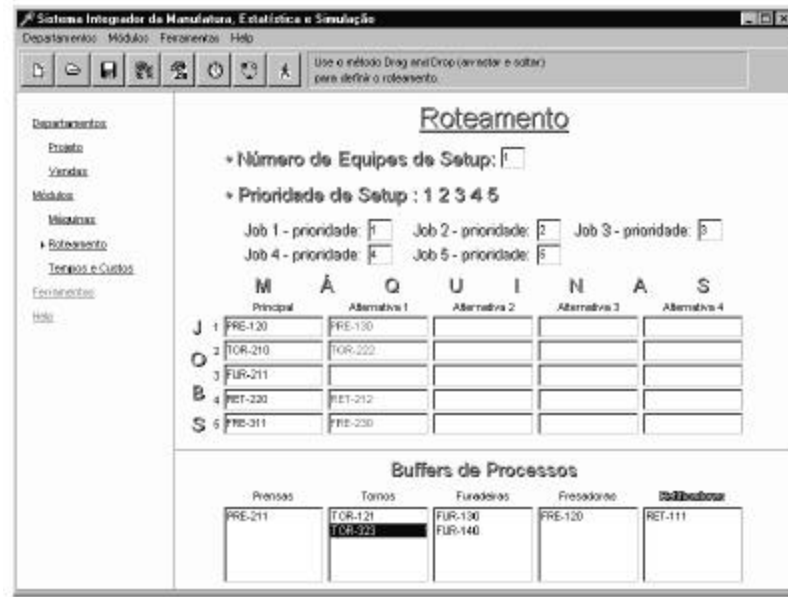 Sistema Integrador da Manufatura, Estatística e Simulação
Departamentos Módulos Ferramentas Help
Use o método Drag and Drop (arrastar e soltar)
para definir o roteamento.
Departamentos
Projeto
Vendas
Módulos
Máquinas
Roteamento
Tempos e Custos
Ferramentas
Help
Roteamento
* Número de Equipes de Setup: 1
* Prioridade de Setup : 1 2 3 4 5
Job 1 - prioridade: 1 Job 2 - prioridade: 2 Job 3 - prioridade: 3
Job 4 - prioridade: 4 Job 5 - prioridade: 5
M Á Q U I N A S
Principal Alternativa 1 Alternativa 2 Alternativa 3 Alternativa 4
J 1 PRE-120 PRE-130
O 2 TOR-210 TOR-222
3 FUR-211
B 4 RET-220 RET-212
S 5 FRE-311 FRE-230
Buffers de Processos
Prensas Tornos Furadeiras Fresadoras Retificadoras
PRE-211 TOR-121 FUR-130 FRE-120 RET-111
TOR-323 FUR-140